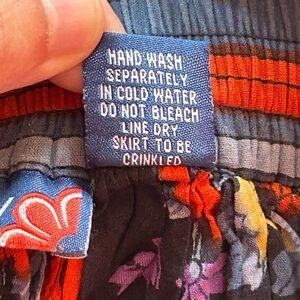 HAND WASH
SEPARATELY
IN COLD WATER
DO NOT BLEACH
LINE DRY
SKIRT TO BE
CRINKLED